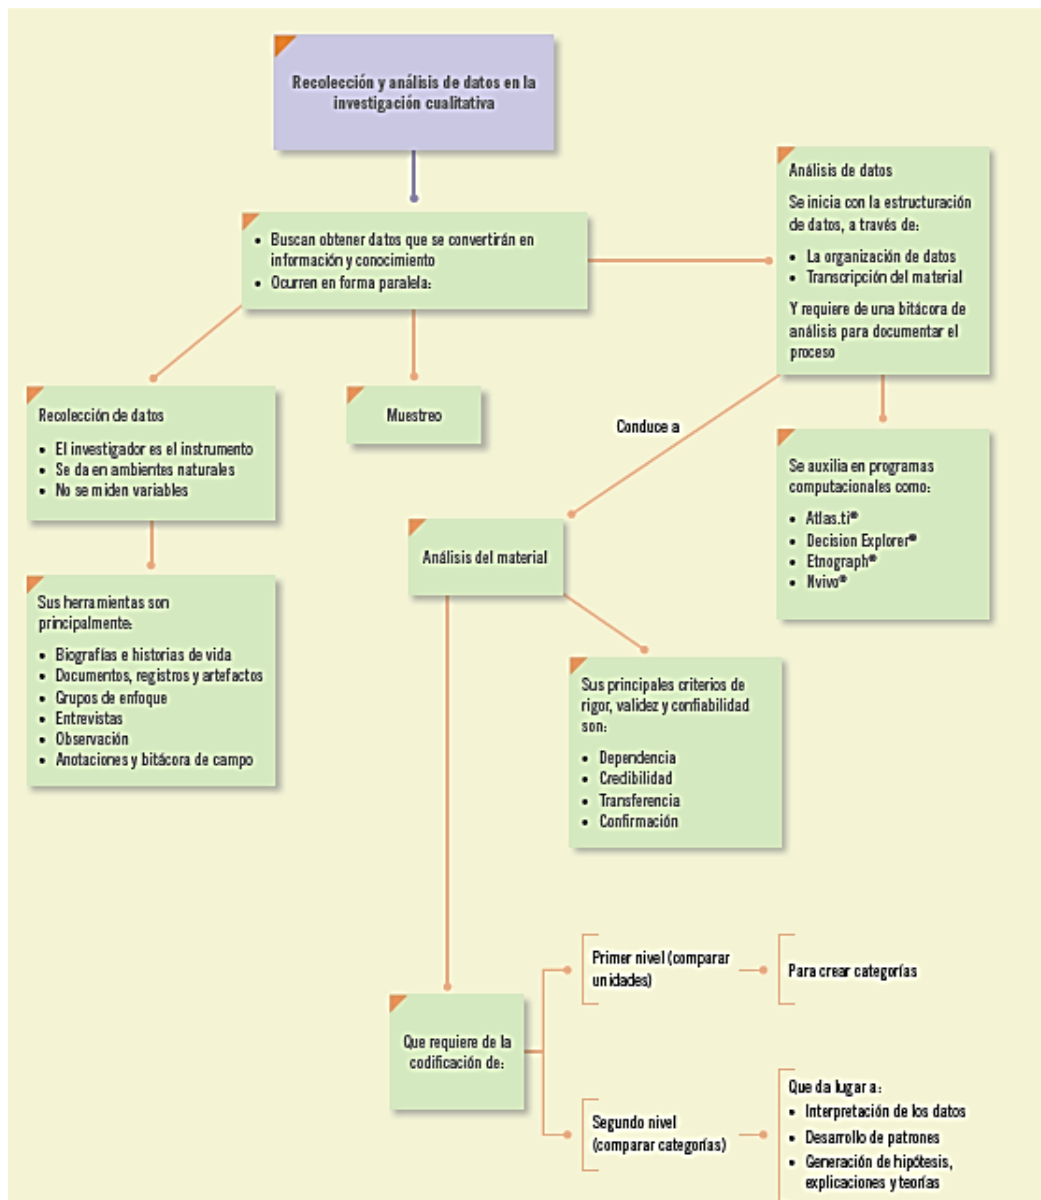 Recolección y análisis de datos en la
investigación cualitativa
• Buscan obtener datos que se convertirán en
información y conocimiento
• Ocurren en forma paralela:
Análisis de datos
Se inicia con la estructuración
de datos, a través de:
• La organización de datos
• Transcripción del material
Y requiere de una bitácora de
análisis para documentar el
proceso
Recolección de datos
• El investigador es el instrumento
• Se da en ambientes naturales
• No se miden variables
Muestreo
Conduce a
Se auxilia en programas
computacionales como:
• Atlas.ti®
• Decision Explorer®
• Etnograph®
• Nvivo®
Análisis del material
Sus herramientas son
principalmente:
• Biografías e historias de vida
• Documentos, registros y artefactos
• Grupos de enfoque
• Entrevistas
• Observación
• Anotaciones y bitácora de campo
Sus principales criterios de
rigor, validez y confiabilidad
son:
• Dependencia
• Credibilidad
• Transferencia
• Confirmación
Que requiere de la
codificación de:
Primer nivel (comparar
unidades)
Para crear categorías
Segundo nivel
(comparar categorías)
Que da lugar a:
• Interpretación de los datos
• Desarrollo de patrones
• Generación de hipótesis,
explicaciones y teorías